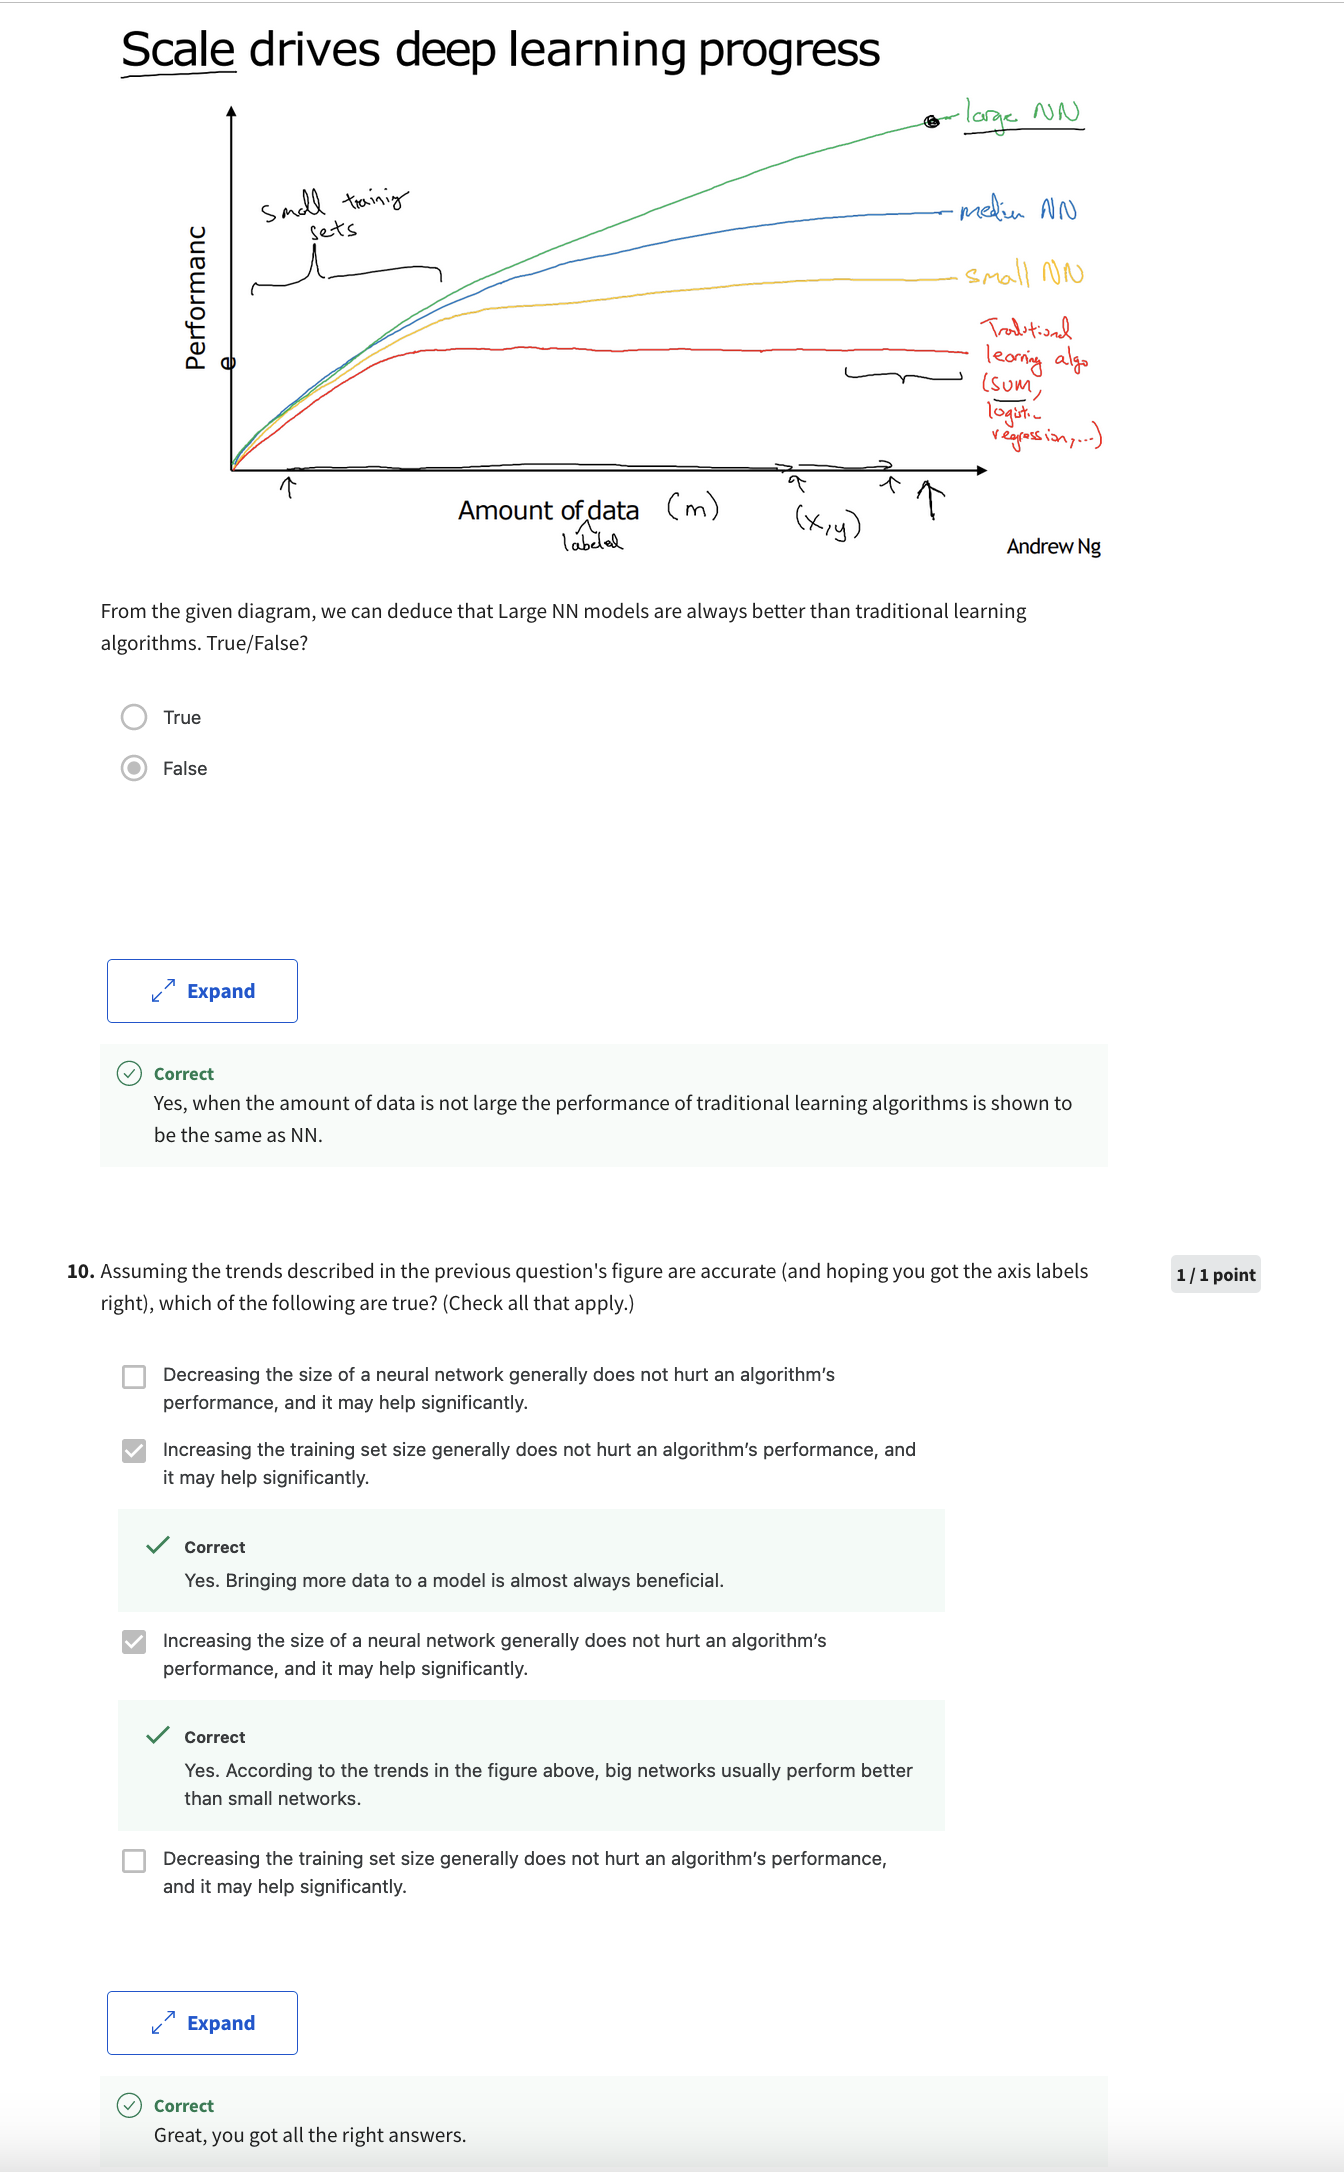 Scale drives deep learning progress
large NN
small training
sets
medium NN
Performanc
e
small NN
Traditional
learning algo
(SVM,
logistic
regression,...)
Amount of data (m)
labeled
(x,y)
Andrew Ng
From the given diagram, we can deduce that Large NN models are always better than traditional learning
algorithms. True/False?
True
False
Expand
Correct
Yes, when the amount of data is not large the performance of traditional learning algorithms is shown to
be the same as NN.
10. Assuming the trends described in the previous question's figure are accurate (and hoping you got the axis labels
right), which of the following are true? (Check all that apply.)
1 / 1 point
Decreasing the size of a neural network generally does not hurt an algorithm's
performance, and it may help significantly.
Increasing the training set size generally does not hurt an algorithm's performance, and
it may help significantly.
Correct
Yes. Bringing more data to a model is almost always beneficial.
Increasing the size of a neural network generally does not hurt an algorithm's
performance, and it may help significantly.
Correct
Yes. According to the trends in the figure above, big networks usually perform better
than small networks.
Decreasing the training set size generally does not hurt an algorithm's performance,
and it may help significantly.
Expand
Correct
Great, you got all the right answers.